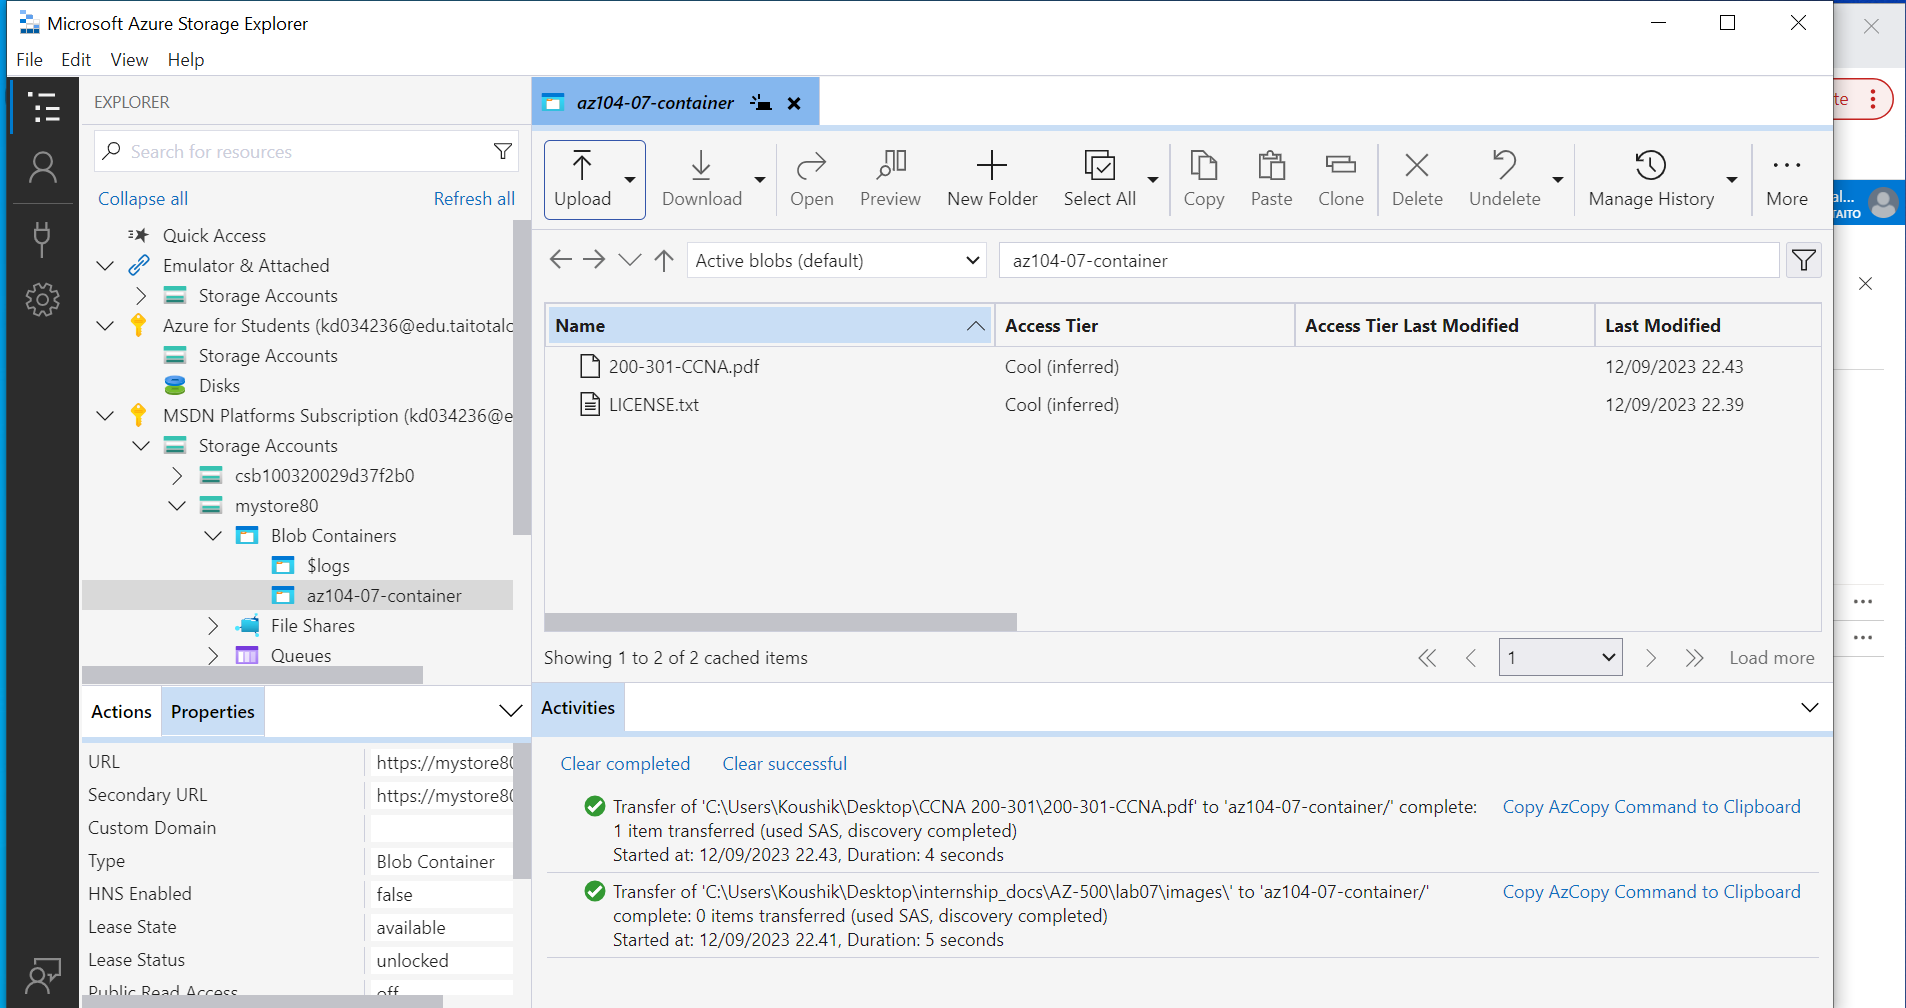 Microsoft Azure Storage Explorer
File Edit View Help
EXPLORER
Search for resources
Collapse all Refresh all
Quick Access
Emulator & Attached
Storage Accounts
Azure for Students (kd034236@edu.taitotalc
Storage Accounts
Disks
MSDN Platforms Subscription (kd034236@e
Storage Accounts
csb100320029d37f2b0
mystore80
Blob Containers
$logs
az104-07-container
File Shares
Queues
Actions Properties
URL https://mystore80
Secondary URL https://mystore80
Custom Domain
Type Blob Container
HNS Enabled false
Lease State available
Lease Status unlocked
Public Read Access off
az104-07-container
Upload Download Open Preview New Folder Select All Copy Paste Clone Delete Undelete Manage History More
Active blobs (default) az104-07-container
Name Access Tier Access Tier Last Modified Last Modified
200-301-CCNA.pdf Cool (inferred) 12/09/2023 22.43
LICENSE.txt Cool (inferred) 12/09/2023 22.39
Showing 1 to 2 of 2 cached items 1 Load more
Activities
Clear completed Clear successful
Transfer of 'C:\Users\Koushik\Desktop\CCNA 200-301\200-301-CCNA.pdf' to 'az104-07-container/' complete: Copy AzCopy Command to Clipboard
1 item transferred (used SAS, discovery completed)
Started at: 12/09/2023 22.43, Duration: 4 seconds
Transfer of 'C:\Users\Koushik\Desktop\internship_docs\AZ-500\lab07\images\' to 'az104-07-container/' Copy AzCopy Command to Clipboard
complete: 0 items transferred (used SAS, discovery completed)
Started at: 12/09/2023 22.41, Duration: 5 seconds
te
al...
TAITO